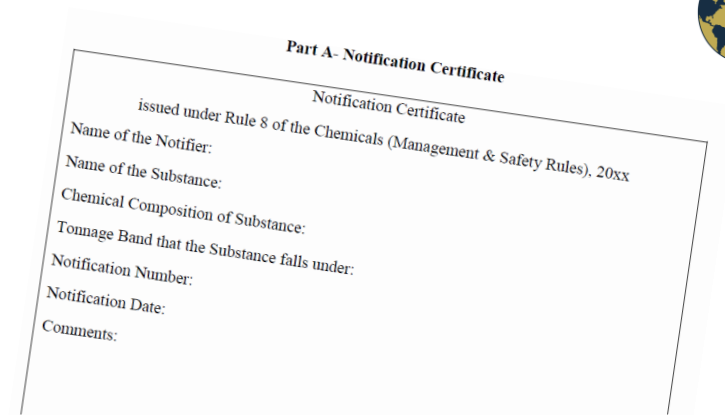 Part A- Notification Certificate
Notification Certificate
issued under Rule 8 of the Chemicals (Management & Safety Rules), 20xx
Name of the Notifier:
Name of the Substance:
Chemical Composition of Substance:
Tonnage Band that the Substance falls under:
Notification Number:
Notification Date:
Comments: